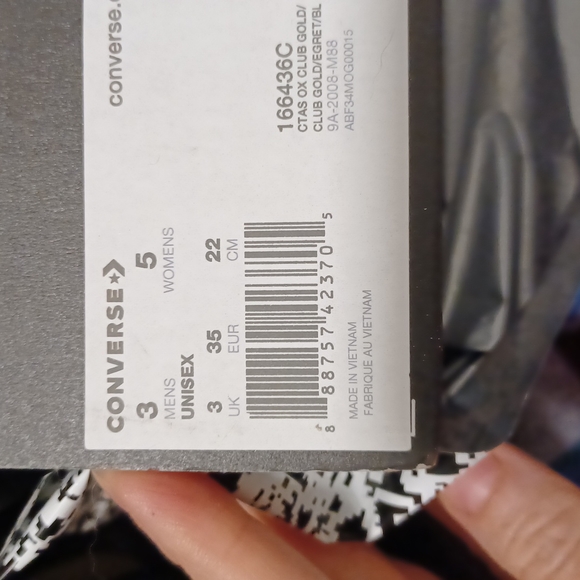 CONVERSE
converse.
3
5
MENS
WOMENS
UNISEX
3
35
22
UK
EUR
CM
8 88757 42370 5
MADE IN VIETNAM
FABRIQUE AU VIETNAM
166436C
CTAS OX CLUB GOLD/
CLUB GOLD/EGRET/BL
9A-2008-M88
ABF34MOG00015